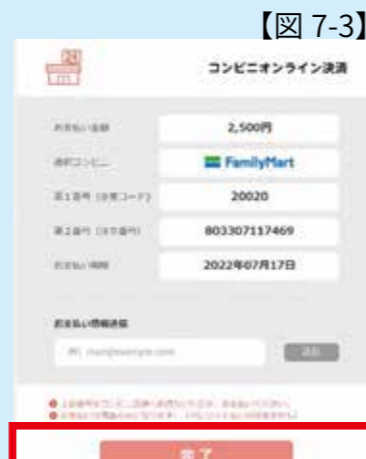 【図 7-3】
コンビニオンライン決済
お支払い金額
2,500円
選択コンビニ
FamilyMart
第1番号 (企業コード)
20020
第2番号 (注文番号)
803307117469
お支払い期限
2022年07月17日
お支払い情報送信
例) mail@example.com
送信
完了